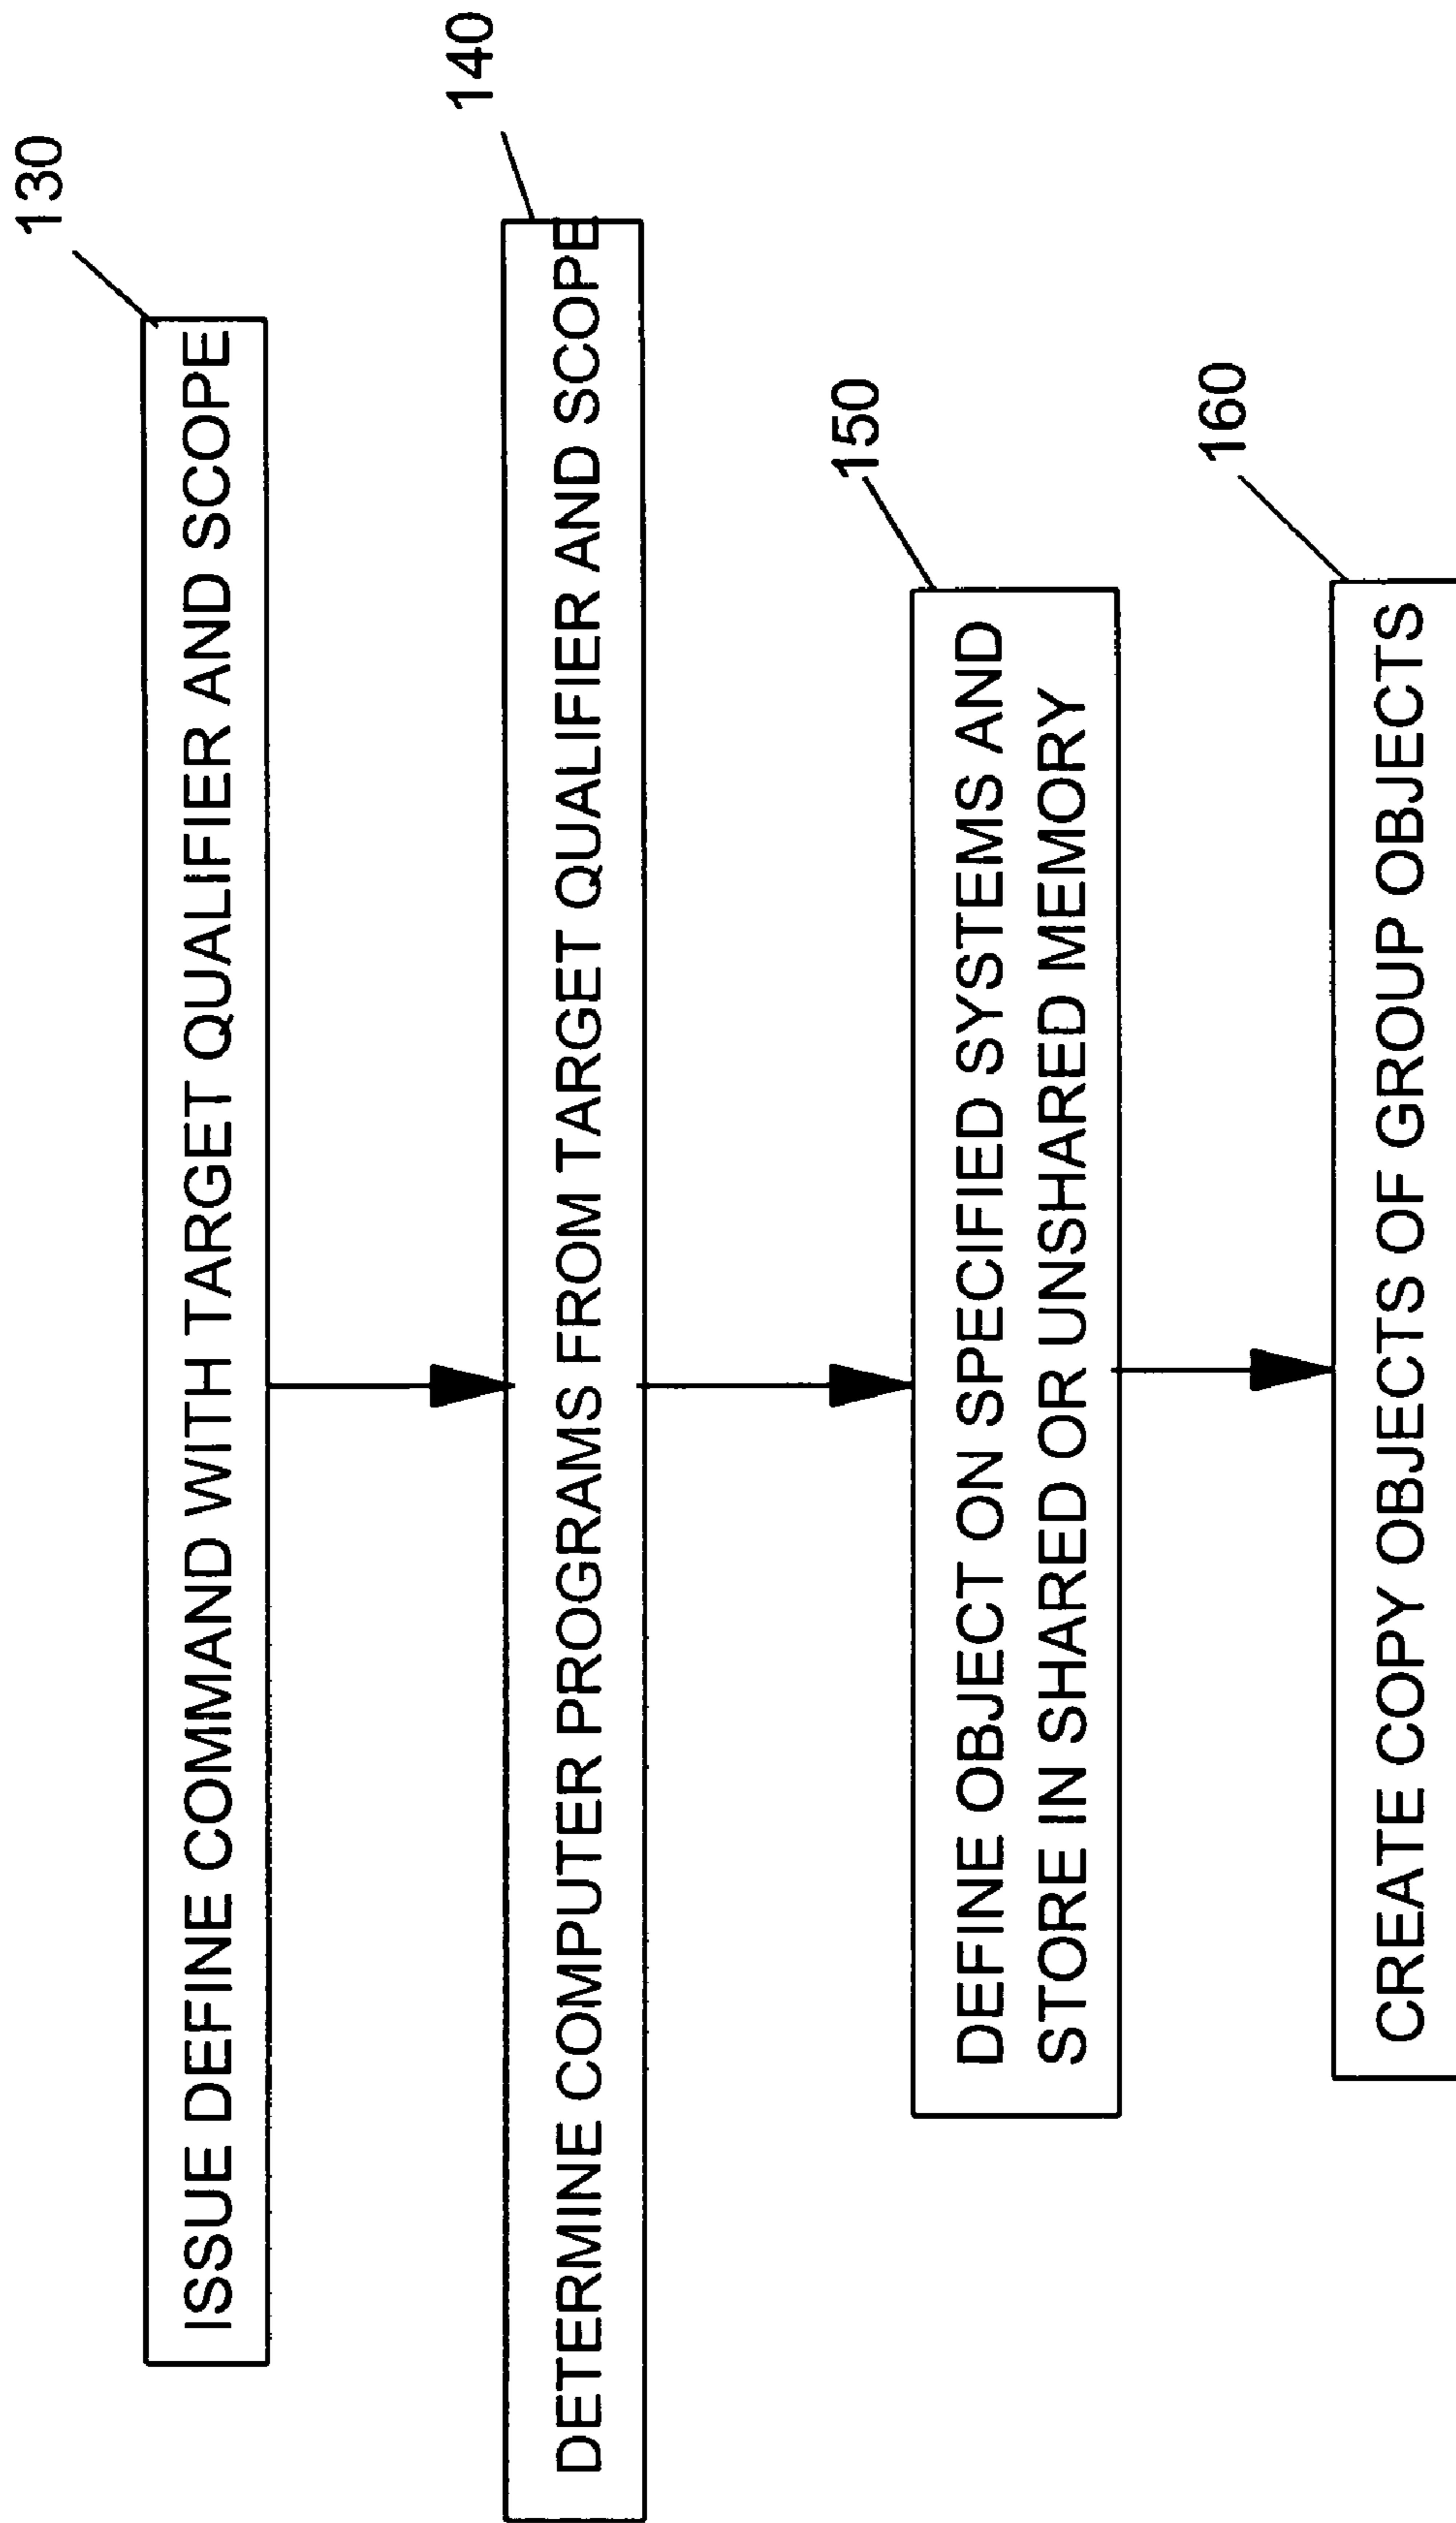 130
ISSUE DEFINE COMMAND WITH TARGET QUALIFIER AND SCOPE
140
DETERMINE COMPUTER PROGRAMS FROM TARGET QUALIFIER AND SCOPE
150
DEFINE OBJECT ON SPECIFIED SYSTEMS AND
STORE IN SHARED OR UNSHARED MEMORY
160
CREATE COPY OBJECTS OF GROUP OBJECTS